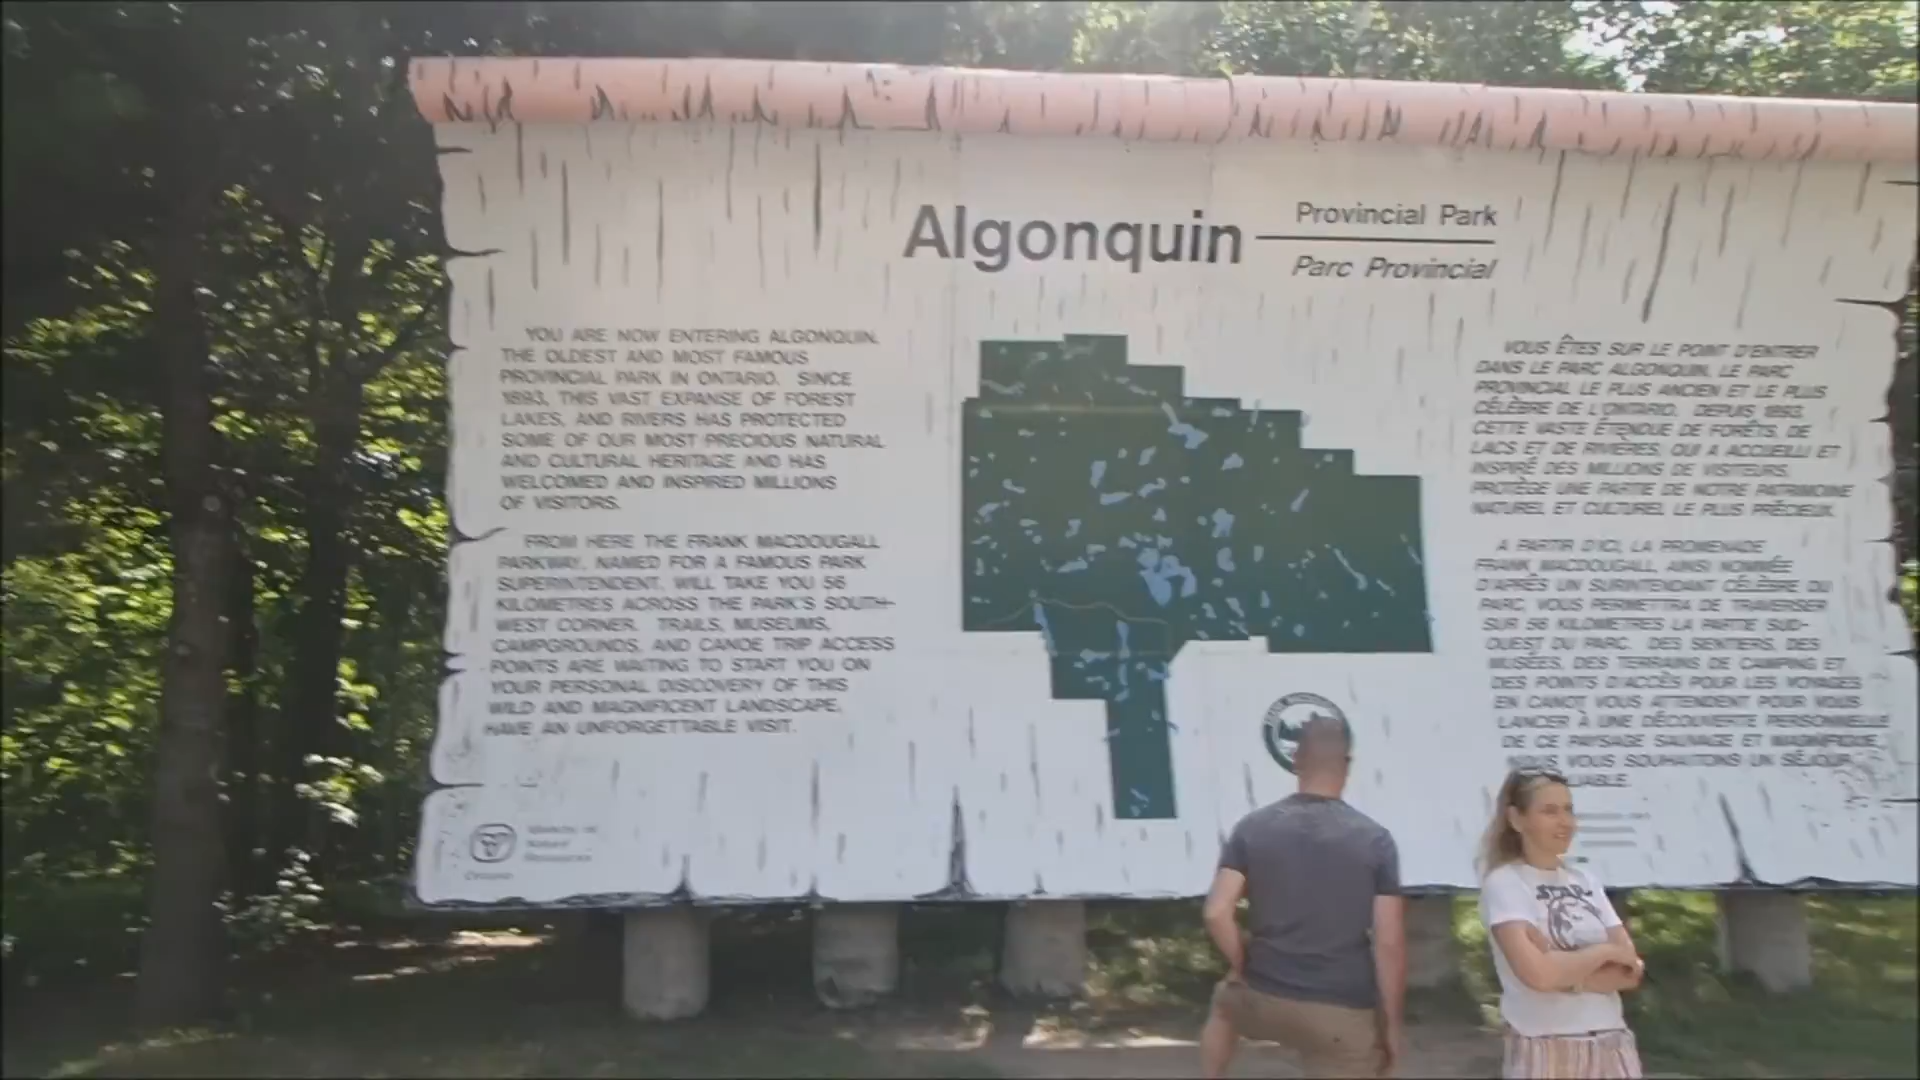 Algonquin
Provincial Park
Parc Provincial
YOU ARE NOW ENTERING ALGONQUIN,
THE OLDEST AND MOST FAMOUS
PROVINCIAL PARK IN ONTARIO. SINCE
1893, THIS VAST EXPANSE OF FOREST
LAKES, AND RIVERS HAS PROTECTED
SOME OF OUR MOST PRECIOUS NATURAL
AND CULTURAL HERITAGE AND HAS
WELCOMED AND INSPIRED MILLIONS
OF VISITORS.
FROM HERE THE FRANK MACDOUGALL
PARKWAY, NAMED FOR A FAMOUS PARK
SUPERINTENDENT, WILL TAKE YOU 56
KILOMETRES ACROSS THE PARK'S SOUTH-
WEST CORNER. TRAILS, MUSEUMS,
CAMPGROUNDS, AND CANOE TRIP ACCESS
POINTS ARE WAITING TO START YOU ON
YOUR PERSONAL DISCOVERY OF THIS
WILD AND MAGNIFICENT LANDSCAPE,
HAVE AN UNFORGETTABLE VISIT.
VOUS ÊTES SUR LE POINT D'ENTRER
DANS LE PARC ALGONQUIN, LE PARC
PROVINCIAL LE PLUS ANCIEN ET LE PLUS
CÉLÈBRE DE L'ONTARIO. DEPUIS 1893,
CETTE VASTE ÉTENDUE DE FORÊTS, DE
LACS ET DE RIVIÈRES, QUI A ACCUEILLI ET
INSPIRÉ DES MILLIONS DE VISITEURS,
PROTÈGE UNE PARTIE DE NOTRE PATRIMOINE
NATUREL ET CULTUREL LE PLUS PRÉCIEUX.
A PARTIR D'ICI, LA PROMENADE
FRANK MACDOUGALL, AINSI NOMMÉE
D'APRÈS UN SURINTENDANT CÉLÈBRE DU
PARC, VOUS PERMETTRA DE TRAVERSER
SUR 56 KILOMÈTRES LA PARTIE SUD-
OUEST DU PARC. DES SENTIERS, DES
MUSÉES, DES TERRAINS DE CAMPING ET
DES POINTS D'ACCÈS POUR LES VOYAGES
EN CANOT VOUS ATTENDENT POUR VOUS
LANCER À UNE DÉCOUVERTE PERSONNELLE
DE CE PAYSAGE SAUVAGE ET MAGNIFIQUE.
NOUS VOUS SOUHAITONS UN SÉJOUR
Ministry of
Natural
Resources
Ontario
STAR